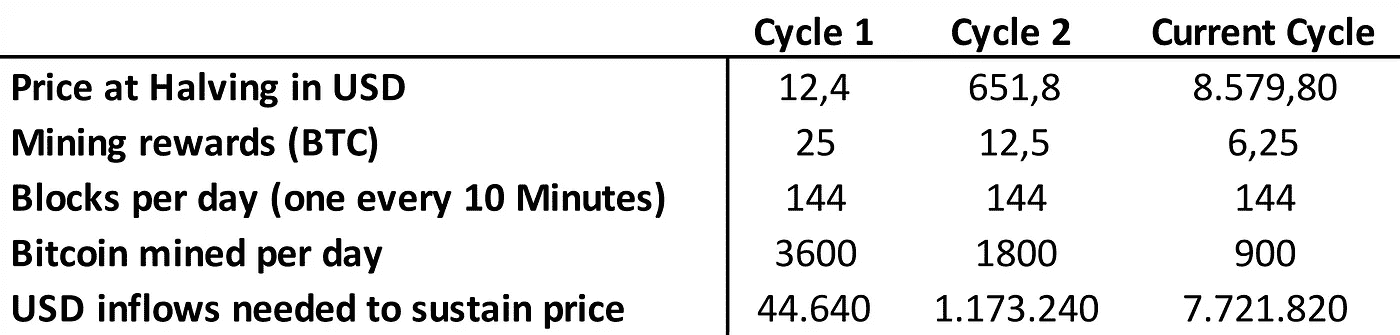 Cycle 1 Cycle 2 Current Cycle
Price at Halving in USD 12,4 651,8 8.579,80
Mining rewards (BTC) 25 12,5 6,25
Blocks per day (one every 10 Minutes) 144 144 144
Bitcoin mined per day 3600 1800 900
USD inflows needed to sustain price 44.640 1.173.240 7.721.820